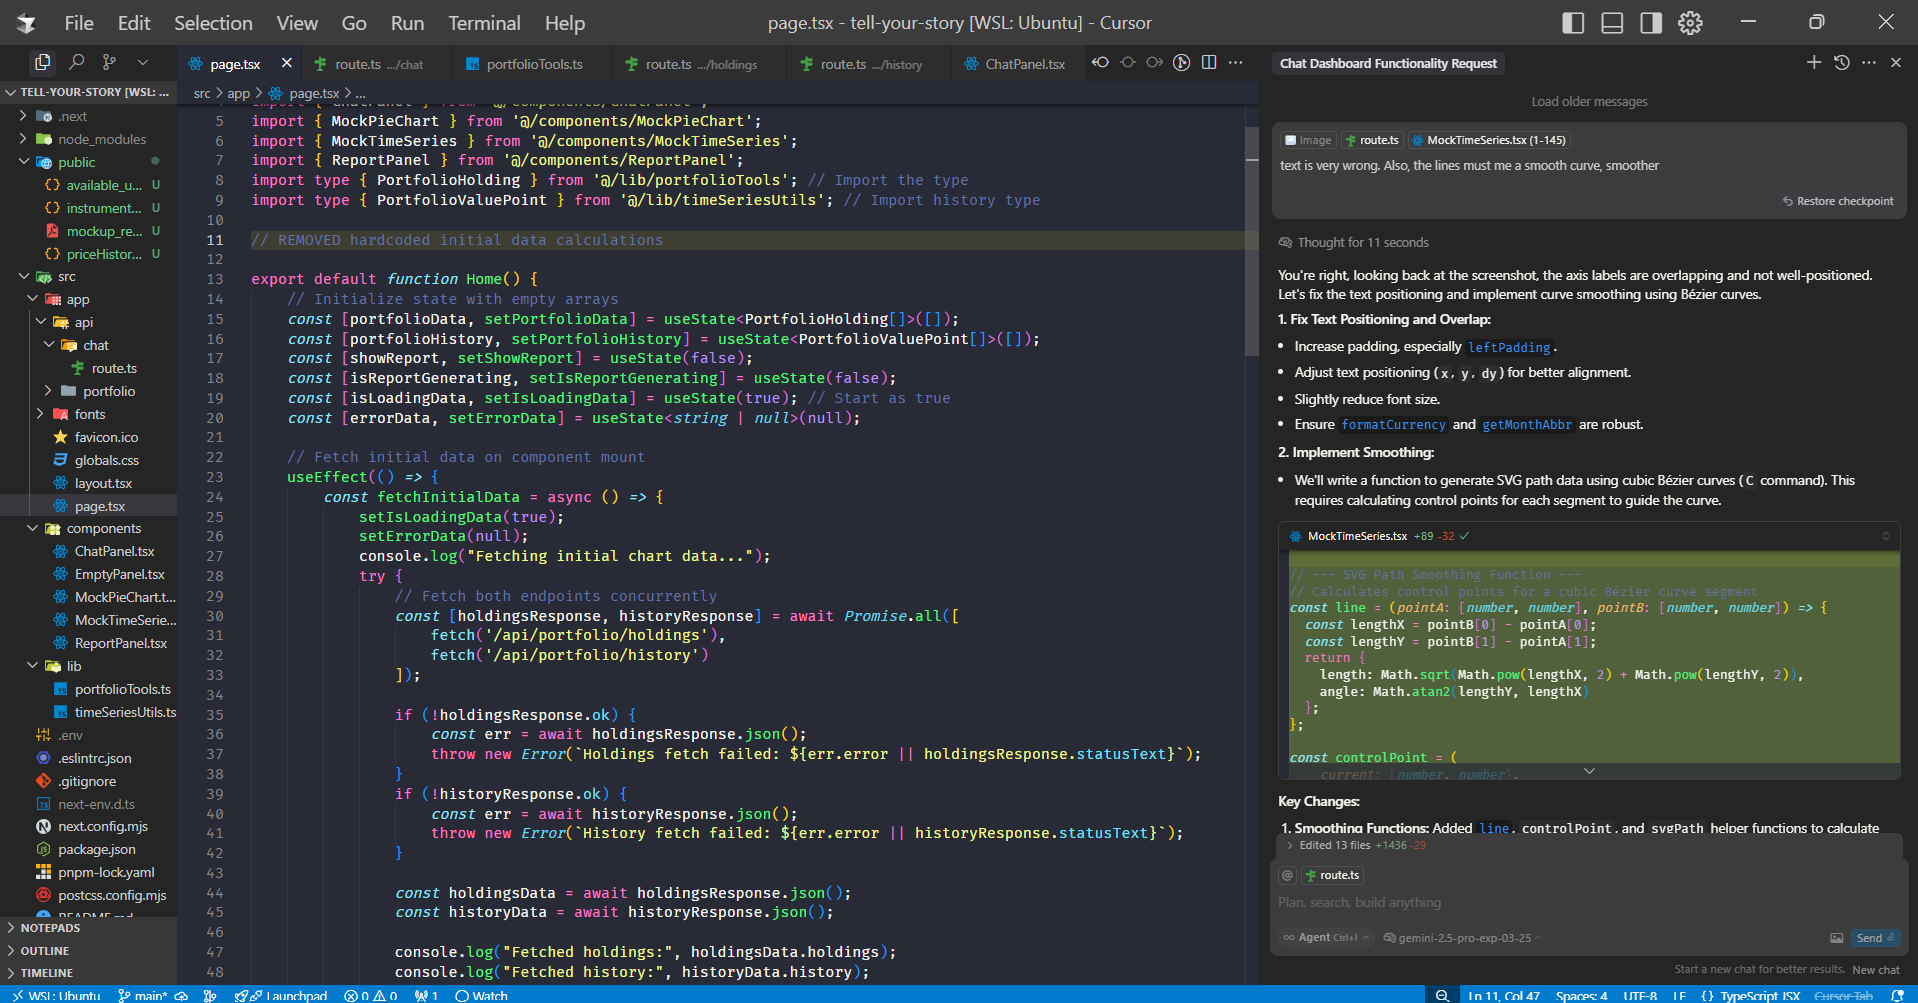 File Edit Selection View Go Run Terminal Help
page.tsx - tell-your-story [WSL: Ubuntu] - Cursor
TELL-YOUR-STORY [WSL: ...
.next
node_modules
public
available_u... U
instrument... U
mockup_re... U
priceHistor... U
src
app
api
chat
route.ts
portfolio
fonts
favicon.ico
globals.css
layout.tsx
page.tsx
components
ChatPanel.tsx
EmptyPanel.tsx
MockPieChart.t...
MockTimeSerie...
ReportPanel.tsx
lib
portfolioTools.ts
timeSeriesUtils.ts
.env
.eslintrc.json
.gitignore
next-env.d.ts
next.config.mjs
package.json
pnpm-lock.yaml
postcss.config.mjs
README.md
NOTEPADS
OUTLINE
TIMELINE
page.tsx
route.ts .../chat
portfolioTools.ts
route.ts .../holdings
route.ts .../history
ChatPanel.tsx
src > app > page.tsx > ...
import { ChatPanel } from '@/components/ChatPanel';
5 import { MockPieChart } from '@/components/MockPieChart';
6 import { MockTimeSeries } from '@/components/MockTimeSeries';
7 import { ReportPanel } from '@/components/ReportPanel';
8 import type { PortfolioHolding } from '@/lib/portfolioTools'; // Import the type
9 import type { PortfolioValuePoint } from '@/lib/timeSeriesUtils'; // Import history type
10
11 // REMOVED hardcoded initial data calculations
12
13 export default function Home() {
14 // Initialize state with empty arrays
15 const [portfolioData, setPortfolioData] = useState<PortfolioHolding[]>([]);
16 const [portfolioHistory, setPortfolioHistory] = useState<PortfolioValuePoint[]>([]);
17 const [showReport, setShowReport] = useState(false);
18 const [isReportGenerating, setIsReportGenerating] = useState(false);
19 const [isLoadingData, setIsLoadingData] = useState(true); // Start as true
20 const [errorData, setErrorData] = useState<string | null>(null);
21
22 // Fetch initial data on component mount
23 useEffect(() => {
24 const fetchInitialData = async () => {
25 setIsLoadingData(true);
26 setErrorData(null);
27 console.log("Fetching initial chart data...");
28 try {
29 // Fetch both endpoints concurrently
30 const [holdingsResponse, historyResponse] = await Promise.all([
31 fetch('/api/portfolio/holdings'),
32 fetch('/api/portfolio/history')
33 ]);
34
35 if (!holdingsResponse.ok) {
36 const err = await holdingsResponse.json();
37 throw new Error(`Holdings fetch failed: ${err.error || holdingsResponse.statusText}`);
38 }
39 if (!historyResponse.ok) {
40 const err = await historyResponse.json();
41 throw new Error(`History fetch failed: ${err.error || historyResponse.statusText}`);
42 }
43
44 const holdingsData = await holdingsResponse.json();
45 const historyData = await historyResponse.json();
46
47 console.log("Fetched holdings:", holdingsData.holdings);
48 console.log("Fetched history:", historyData.history);
Chat Dashboard Functionality Request
Load older messages
Image route.ts MockTimeSeries.tsx (1-145)
text is very wrong. Also, the lines must me a smooth curve, smoother
Restore checkpoint
Thought for 11 seconds
You're right, looking back at the screenshot, the axis labels are overlapping and not well-positioned.
Let's fix the text positioning and implement curve smoothing using Bézier curves.
1. Fix Text Positioning and Overlap:
• Increase padding, especially leftPadding.
• Adjust text positioning (x, y, dy) for better alignment.
• Slightly reduce font size.
• Ensure formatCurrency and getMonthAbbr are robust.
2. Implement Smoothing:
• We'll write a function to generate SVG path data using cubic Bézier curves (C command). This
requires calculating control points for each segment to guide the curve.
MockTimeSeries.tsx +89 -32
// --- SVG Path Smoothing Function ---
// Calculates control points for a cubic Bézier curve segment
const line = (pointA: [number, number], pointB: [number, number]) => {
const lengthX = pointB[0] - pointA[0];
const lengthY = pointB[1] - pointA[1];
return {
length: Math.sqrt(Math.pow(lengthX, 2) + Math.pow(lengthY, 2)),
angle: Math.atan2(lengthY, lengthX)
};
};
const controlPoint = (
current: [number, number],
Key Changes:
1. Smoothing Functions: Added line, controlPoint, and svgPath helper functions to calculate
Edited 13 files +1436 -29
@ route.ts
Plan, search, build anything
Agent Ctrl+I gemini-2.5-pro-exp-03-25
Send
Start a new chat for better results. New chat
WSL: Ubuntu main* Launchpad 0 0 1 Watch
Ln 11, Col 47 Spaces: 4 UTF-8 LF {} TypeScript JSX Cursor Tab